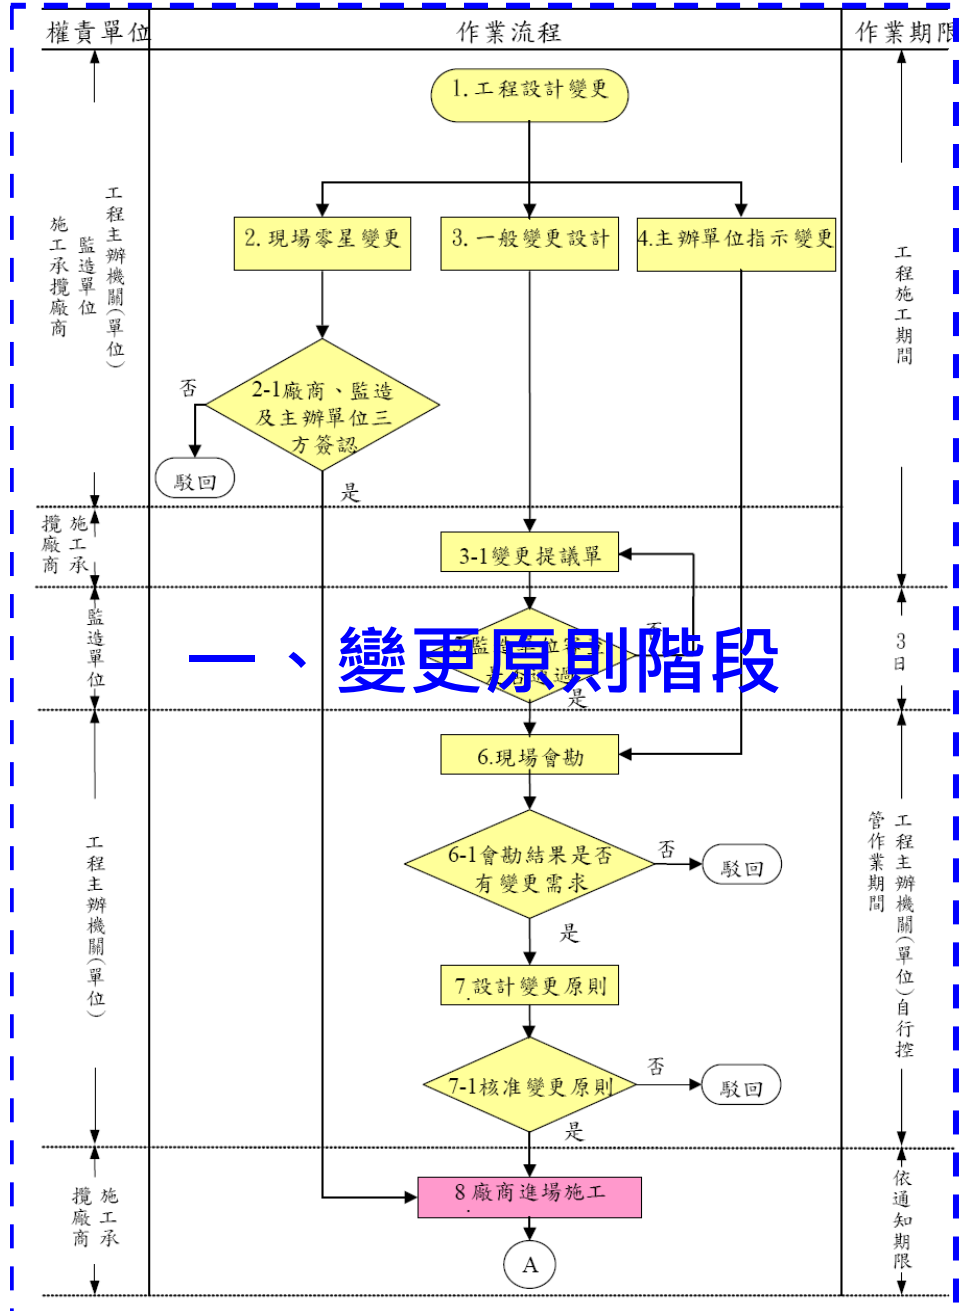 權責單位
作業流程
作業期限
1.工程設計變更
2.現場零星變更
3.一般變更設計
4.主辦單位指示變更
工程主辦機關(單位)
監造單位
施工承攬廠商
工程施工期間
2-1廠商、監造
及主辦單位三
方簽認
否
駁回
是
施工承
攬廠商
3-1變更提議單
監造單位
一、變更原則階段
否
是
3日
6.現場會勘
6-1會勘結果是否
有變更需求
否
駁回
是
工程主辦機關(單位)
工程主辦機關(單位)自行控
管作業期間
7.設計變更原則
7-1核准變更原則
否
駁回
是
施工承
攬廠商
8.廠商進場施工
依通知期限
A